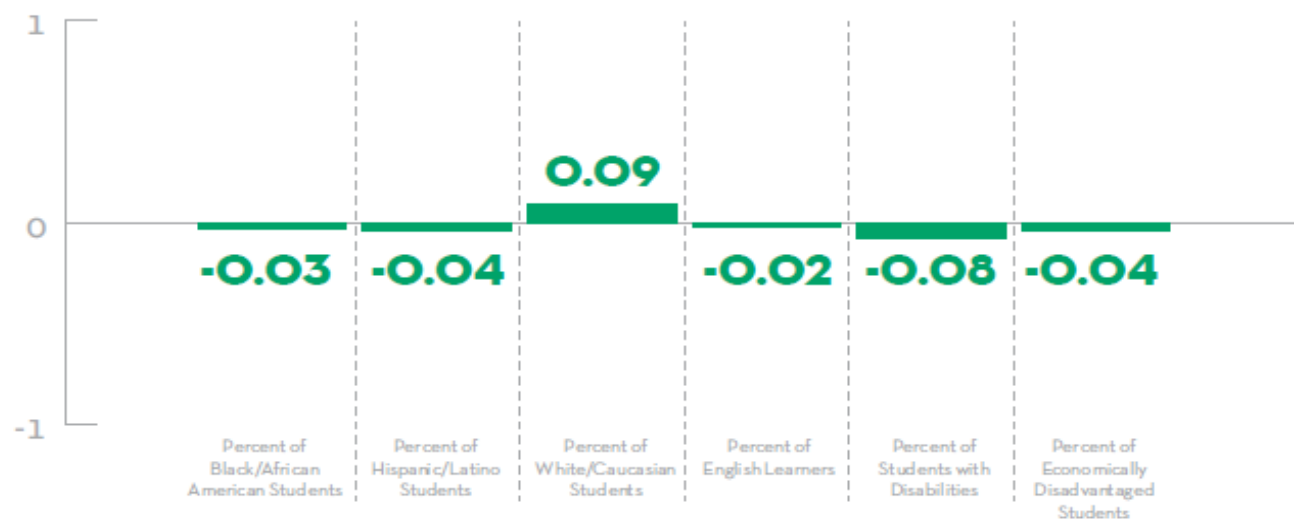 1
0.09
0
-0.03
-0.04
-0.02
-0.08
-0.04
-1
Percent of
Black/African
American Students
Percent of
Hispanic/Latino
Students
Percent of
White/Caucasian
Students
Percent of
English Learners
Percent of
Students with
Disabilities
Percent of
Economically
Disadvantaged
Students